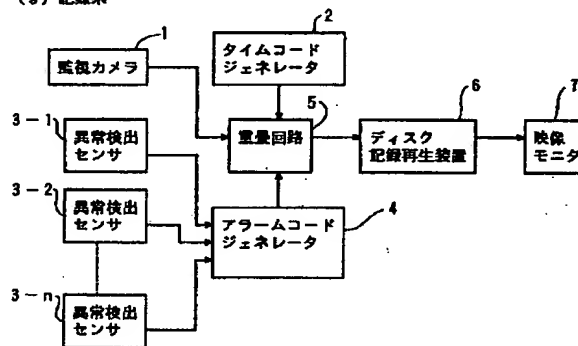 1
2
監視カメラ
タイムコード
ジェネレータ
3-1
異常検出
センサ
5
重畳回路
6
ディスク
記録再生装置
7
映像
モニタ
3-2
異常検出
センサ
アラームコード
ジェネレータ
4
3-n
異常検出
センサ